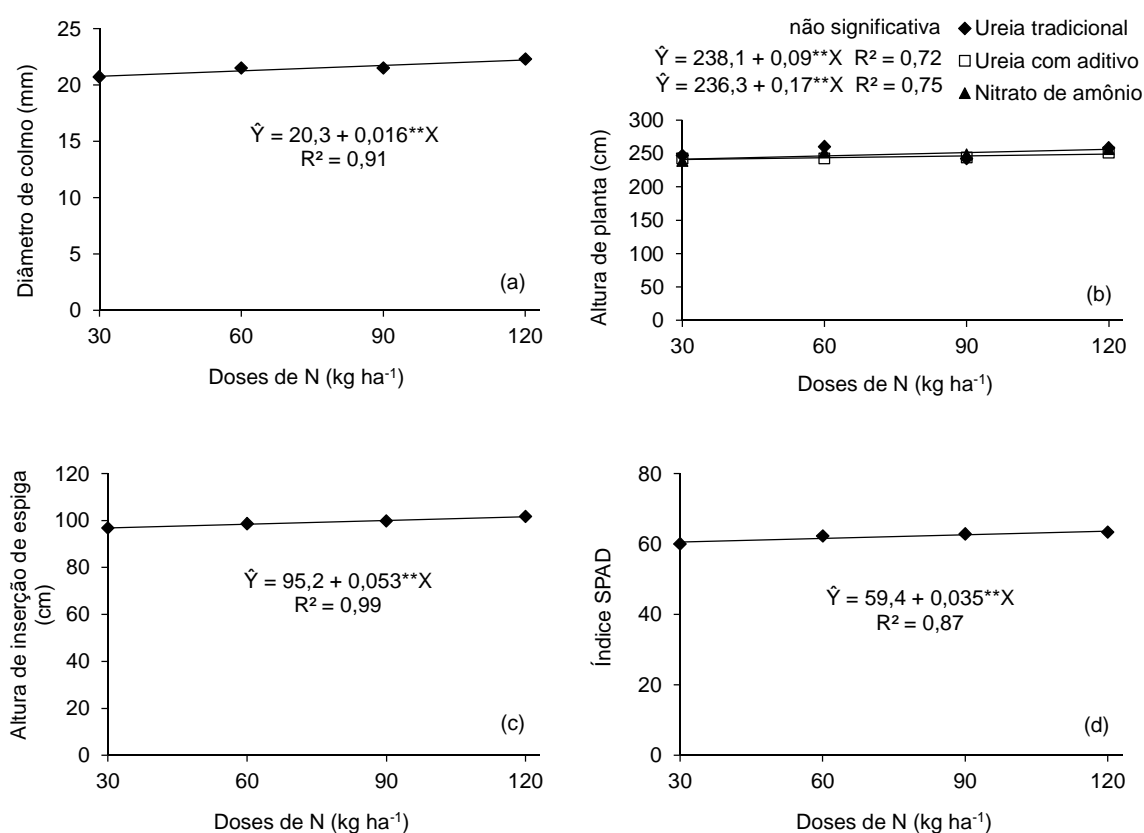 25
20
15
10
5
0
Diâmetro de colmo (mm)
Ŷ = 20,3 + 0,016**X
R² = 0,91
(a)
30 60 90 120
Doses de N (kg ha⁻¹)
não significativa ◆ Ureia tradicional
Ŷ = 238,1 + 0,09**X R² = 0,72 □ Ureia com aditivo
Ŷ = 236,3 + 0,17**X R² = 0,75 ▲ Nitrato de amônio
300
250
200
150
100
50
0
Altura de planta (cm)
(b)
30 60 90 120
Doses de N (kg ha⁻¹)
120
100
80
60
40
20
0
Altura de inserção de espiga
(cm)
Ŷ = 95,2 + 0,053**X
R² = 0,99
(c)
30 60 90 120
Doses de N (kg ha⁻¹)
80
60
40
20
0
Índice SPAD
Ŷ = 59,4 + 0,035**X
R² = 0,87
(d)
30 60 90 120
Doses de N (kg ha⁻¹)